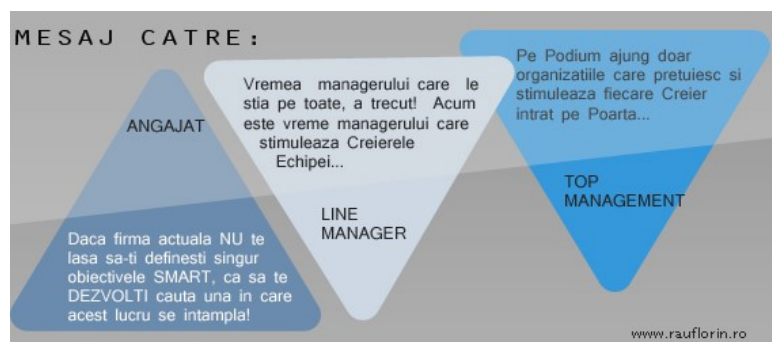 MESAJ CATRE:
ANGAJAT
Daca firma actuala NU te
lasa sa-ti definesti singur
obiectivele SMART, ca sa te
DEZVOLTI cauta una in care
acest lucru se intampla!
Vremea managerului care le
stia pe toate, a trecut! Acum
este vreme managerului care
stimuleaza Creierele
Echipei...
LINE
MANAGER
Pe Podium ajung doar
organizatiile care pretuiesc si
stimuleaza fiecare Creier
intrat pe Poarta...
TOP
MANAGEMENT
www.rauflorin.ro